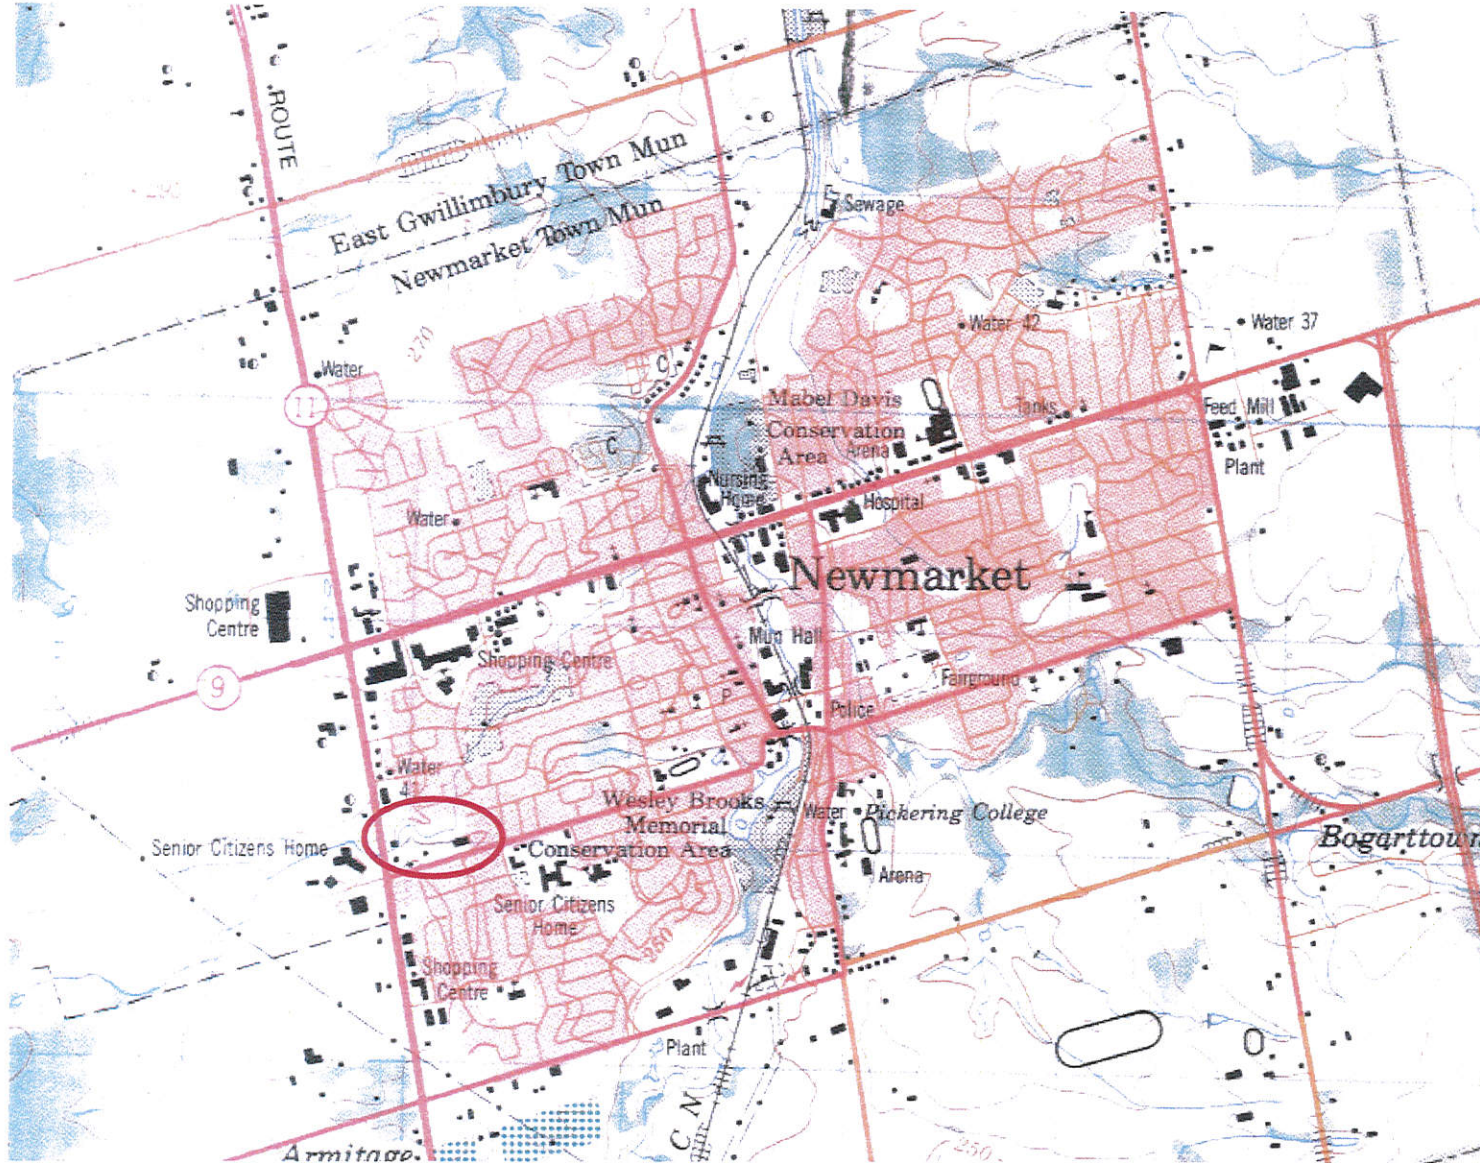 ROUTE
290
East Gwillimbury Town Mun
Newmarket Town Mun
Sewage
270
Water
Water 42
Water 37
11
C
Mabel Davis
Conservation
Area
Arena
Tanks
Feed Mill
Plant
C
Nursing
Home
Hospital
Water
Newmarket
Shopping
Centre
Mun Hall
Shopping Centre
9
Fairground
P
Police
Water
41
Wesley Brooks
Memorial
Conservation Area
Water
Pickering College
Bogarttown
Senior Citizens Home
Arena
Senior Citizens
Home
280
Shopping
Centre
Plant
C N
250
Armitage